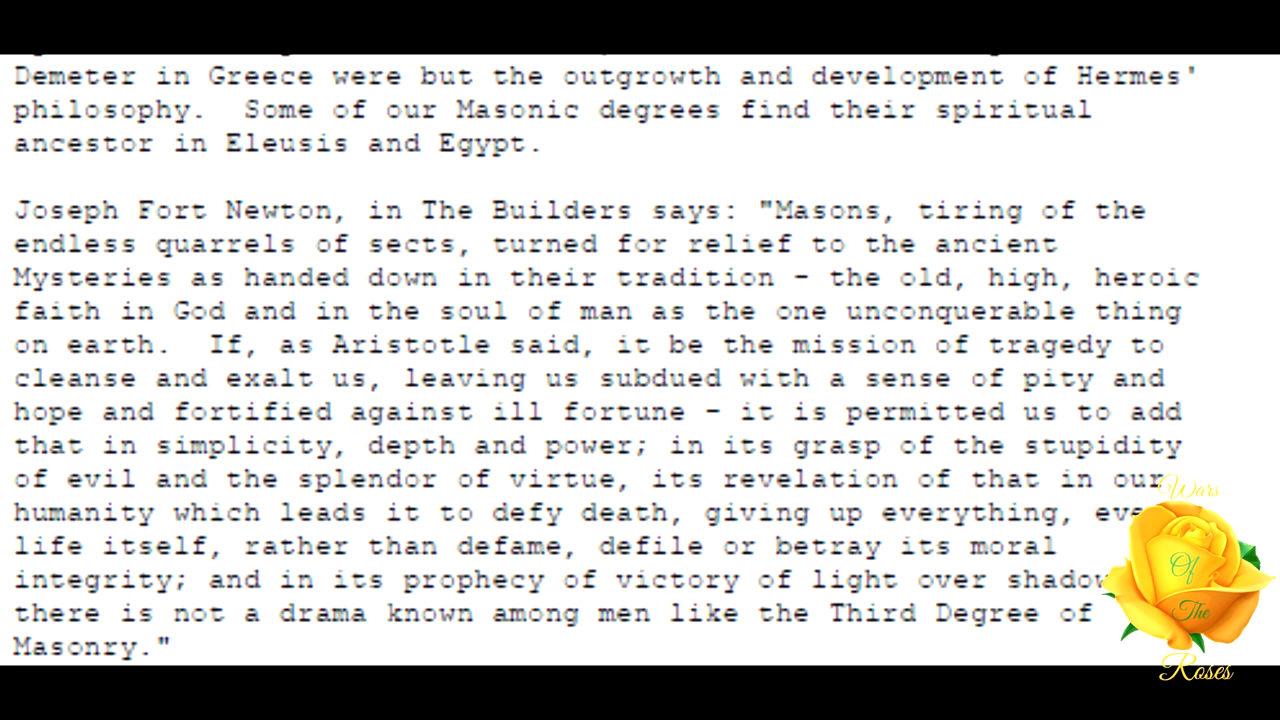 Demeter in Greece were but the outgrowth and development of Hermes'
philosophy.  Some of our Masonic degrees find their spiritual
ancestor in Eleusis and Egypt.

Joseph Fort Newton, in The Builders says: "Masons, tiring of the
endless quarrels of sects, turned for relief to the ancient
Mysteries as handed down in their tradition - the old, high, heroic
faith in God and in the soul of man as the one unconquerable thing
on earth.  If, as Aristotle said, it be the mission of tragedy to
cleanse and exalt us, leaving us subdued with a sense of pity and
hope and fortified against ill fortune - it is permitted us to add
that in simplicity, depth and power; in its grasp of the stupidity
of evil and the splendor of virtue, its revelation of that in our
humanity which leads it to defy death, giving up everything,
life itself, rather than defame, defile or betray its moral
integrity; and in its prophecy of victory of light over shadow
there is not a drama known among men like the Third Degree of
Masonry."
Wars
Of
The
Roses